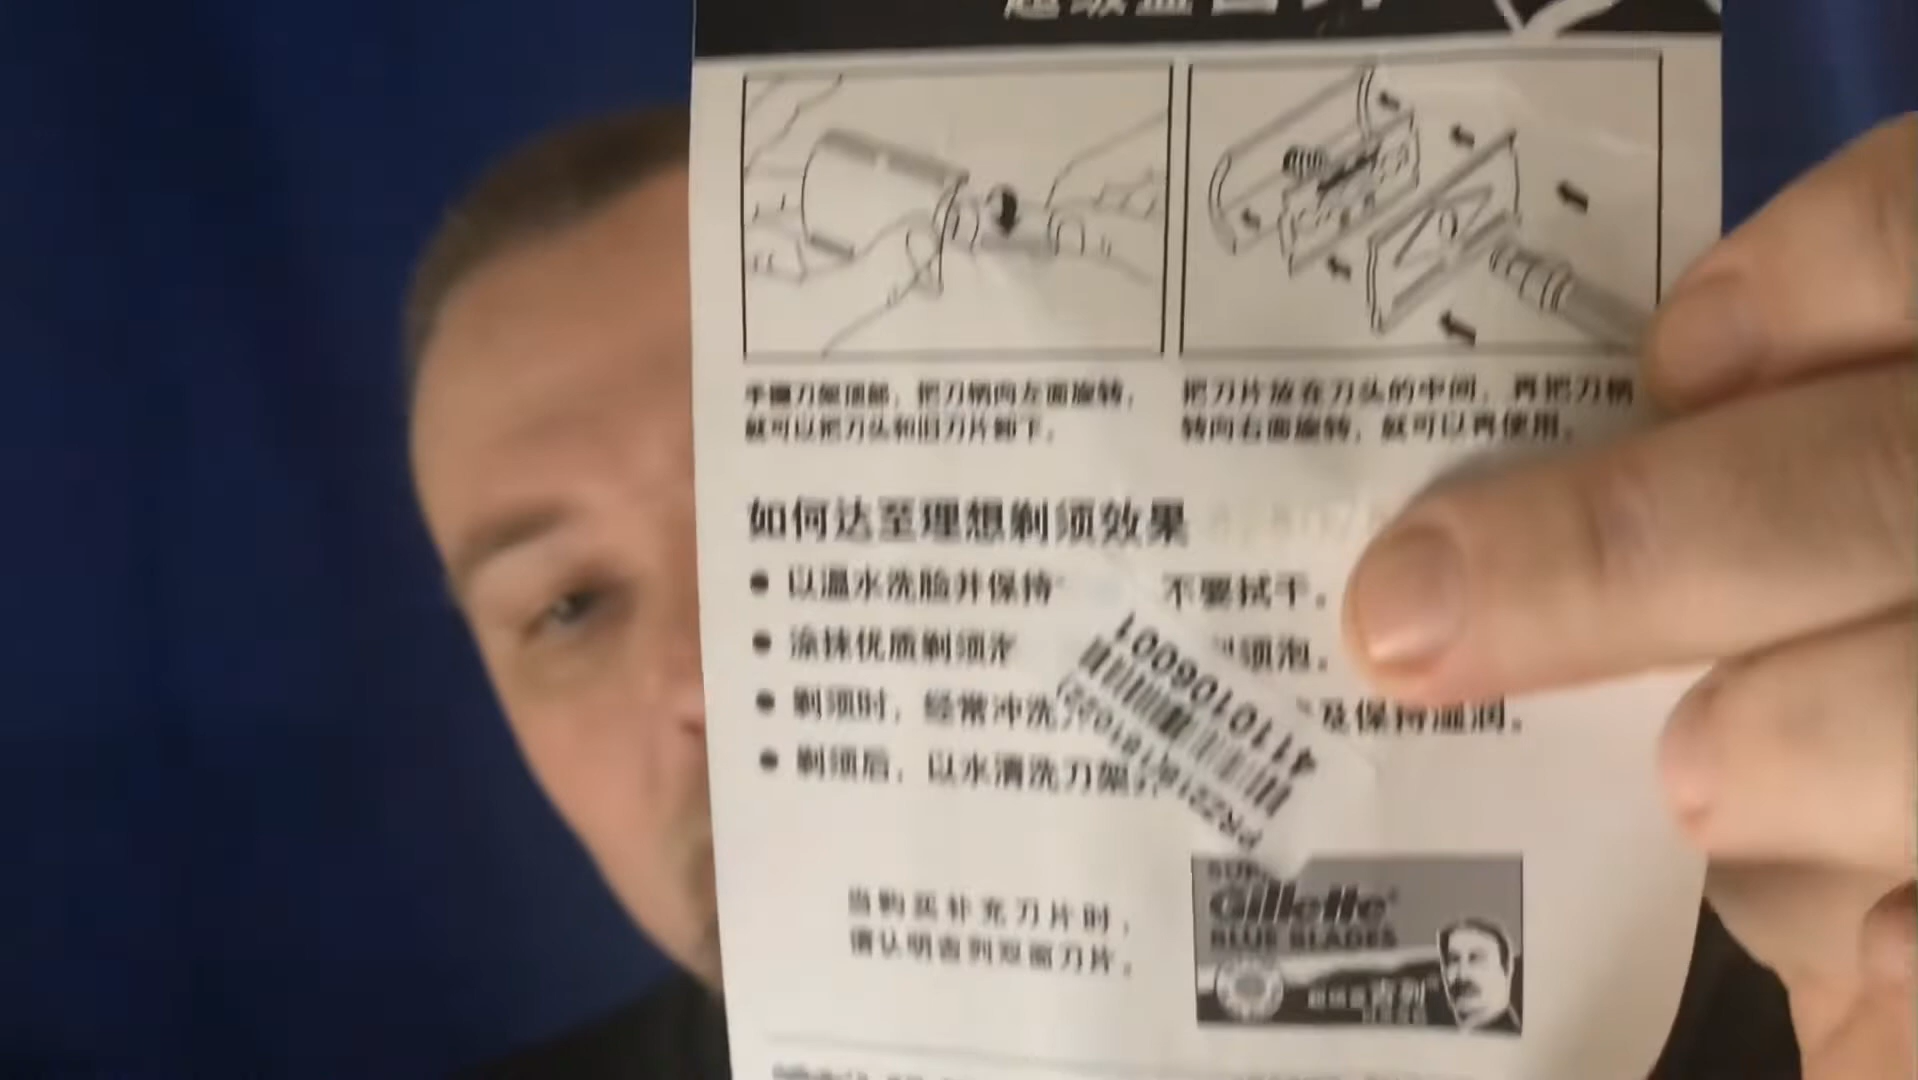 手握刀架顶部，把刀柄向左面旋转，
就可以把刀头和旧刀片卸下。
把刀片放在刀头的中间，再把刀柄
转向右面旋转，就可以再使用。
如何达至理想剃须效果
● 以温水洗脸并保持 不要拭干。
● 涂抹优质剃须 须泡。
● 剃须时，经常冲洗 及保持湿润。
● 剃须后，以水清洗刀架
4110106001
当购买补充刀片时，
请认明吉列双面刀片。
Gillette
BLUE BLADES
吉列